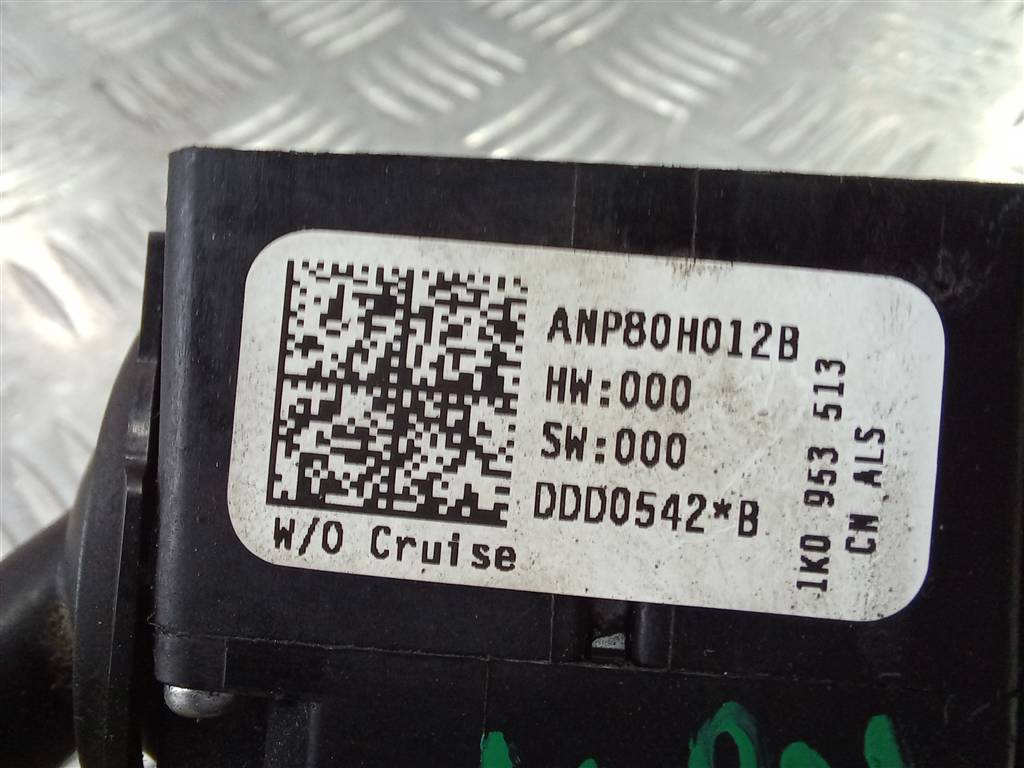 ANP80H012B
HW:000
SW:000
DDD0542*B
W/O Cruise
1K0 953 513
CN ALS